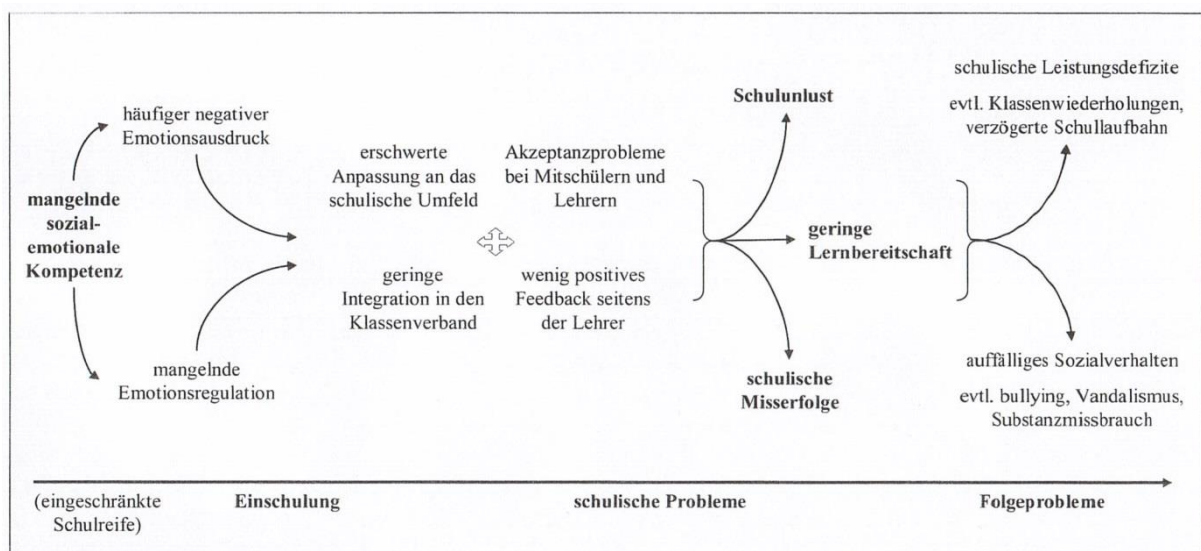 mangelnde
sozial-
emotionale
Kompetenz
häufiger negativer
Emotionsausdruck
mangelnde
Emotionsregulation
erschwerte
Anpassung an das
schulische Umfeld
Akzeptanzprobleme
bei Mitschülern und
Lehrern
geringe
Integration in den
Klassenverband
wenig positives
Feedback seitens
der Lehrer
Schulunlust
geringe
Lernbereitschaft
schulische
Misserfolge
schulische Leistungsdefizite
evtl. Klassenwiederholungen,
verzögerte Schullaufbahn
auffälliges Sozialverhalten
evtl. bullying, Vandalismus,
Substanzmissbrauch
(eingeschränkte
Schulreife)
Einschulung
schulische Probleme
Folgeprobleme